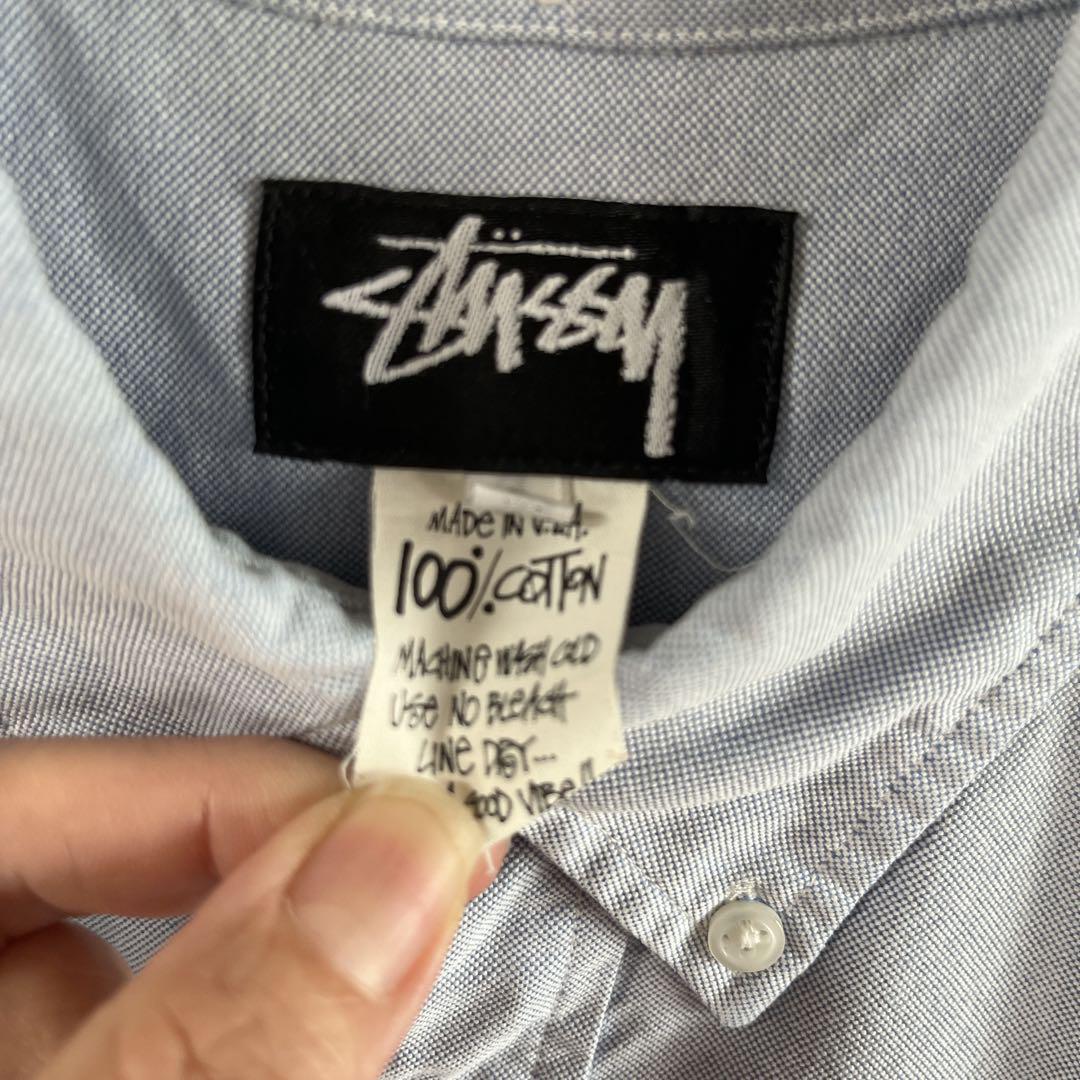 Stüssy
MADE IN U.S.A.
100% COTTON
MACHINE WASH COLD
USE NO BLEACH
LINE DRY...
GOOD VIBE!!